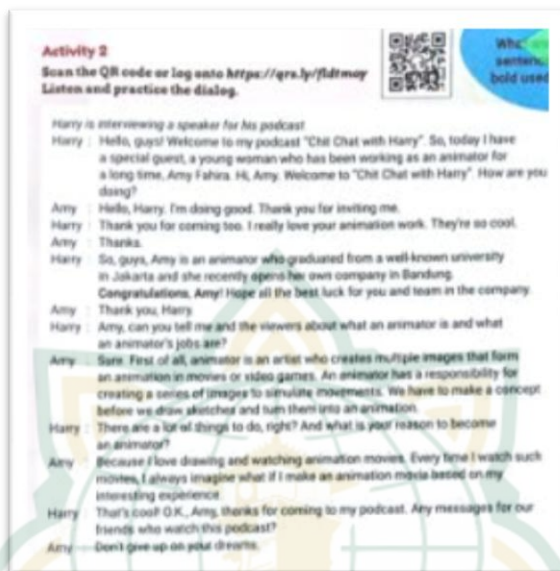 Activity 2
Scan the QR code or log onto https://qrs.ly/fldtmoy
Listen and practice the dialog.
sentenc
bold used
Harry is interviewing a speaker for his podcast
Harry : Hello, guys! Welcome to my podcast "Chit Chat with Harry". So, today I have
a special guest, a young woman who has been working as an animator for
a long time, Amy Fahira. Hi, Amy. Welcome to "Chit Chat with Harry". How are you
doing?
Amy : Hello, Harry. I'm doing good. Thank you for inviting me.
Harry : Thank you for coming too. I really love your animation work. They're so cool.
Amy : Thanks.
Harry : So, guys, Amy is an animator who graduated from a well-known university
in Jakarta and she recently opens her own company in Bandung.
Congratulations, Amy! Hope all the best luck for you and team in the company.
Amy : Thank you, Harry.
Harry : Amy, can you tell me and the viewers about what an animator is and what
an animator's jobs are?
Amy : Sure. First of all, animator is an artist who creates multiple images that form
an animation in movies or video games. An animator has a responsibility for
creating a series of images to simulate movements. We have to make a concept
before we draw sketches and turn them into an animation.
Harry : There are a lot of things to do, right? And what is your reason to become
an animator?
Amy : Because I love drawing and watching animation movies. Every time I watch such
movies, I always imagine what if I make an animation movie based on my
interesting experience.
Harry : That's cool! O.K., Amy, thanks for coming to my podcast. Any messages for our
friends who watch this podcast?
Amy : Don't give up on your dreams.